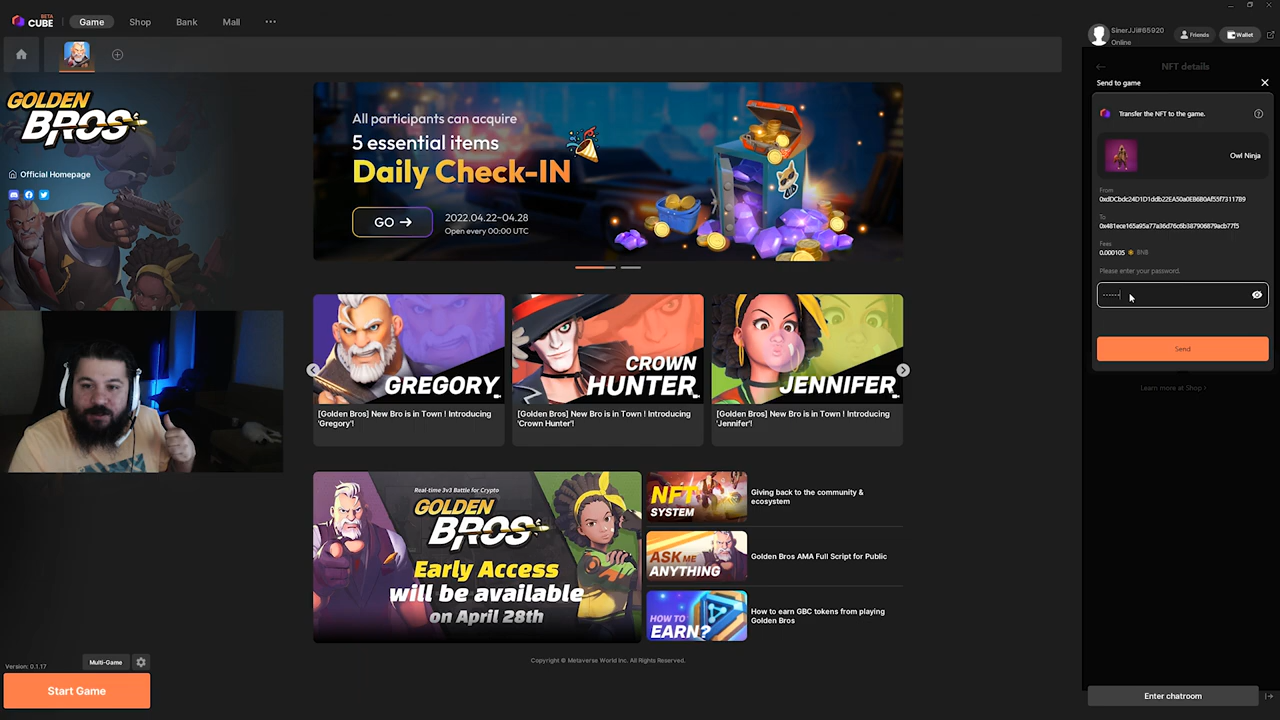 BETA
CUBE
Game
Shop
Bank
Mall
SinerJJi#65920
Online
Friends
Wallet
NFT details
Send to game
Transfer the NFT to the game.
Owl Ninja
From
To
Fees
0.000105 BNB
Please enter your password.
Send
Learn more at Shop ›
Enter chatroom
GOLDEN
BROS
Official Homepage
All participants can acquire
5 essential items
Daily Check-IN
GO →
2022.04.22~04.28
Open every 00:00 UTC
GREGORY
[Golden Bros] New Bro is in Town ! Introducing
'Gregory'!
CROWN
HUNTER
[Golden Bros] New Bro is in Town ! Introducing
'Crown Hunter'!
JENNIFER
[Golden Bros] New Bro is in Town ! Introducing
'Jennifer'!
Real-time 3v3 Battle for Crypto
GOLDEN
BROS
Early Access
will be available
on April 28th
NFT
SYSTEM
Giving back to the community &
ecosystem
ASK ME
ANYTHING
Golden Bros AMA Full Script for Public
HOW TO
EARN?
How to earn GBC tokens from playing
Golden Bros
Copyright © Metaverse World Inc. All Rights Reserved.
Version: 0.1.17
Multi-Game
Start Game